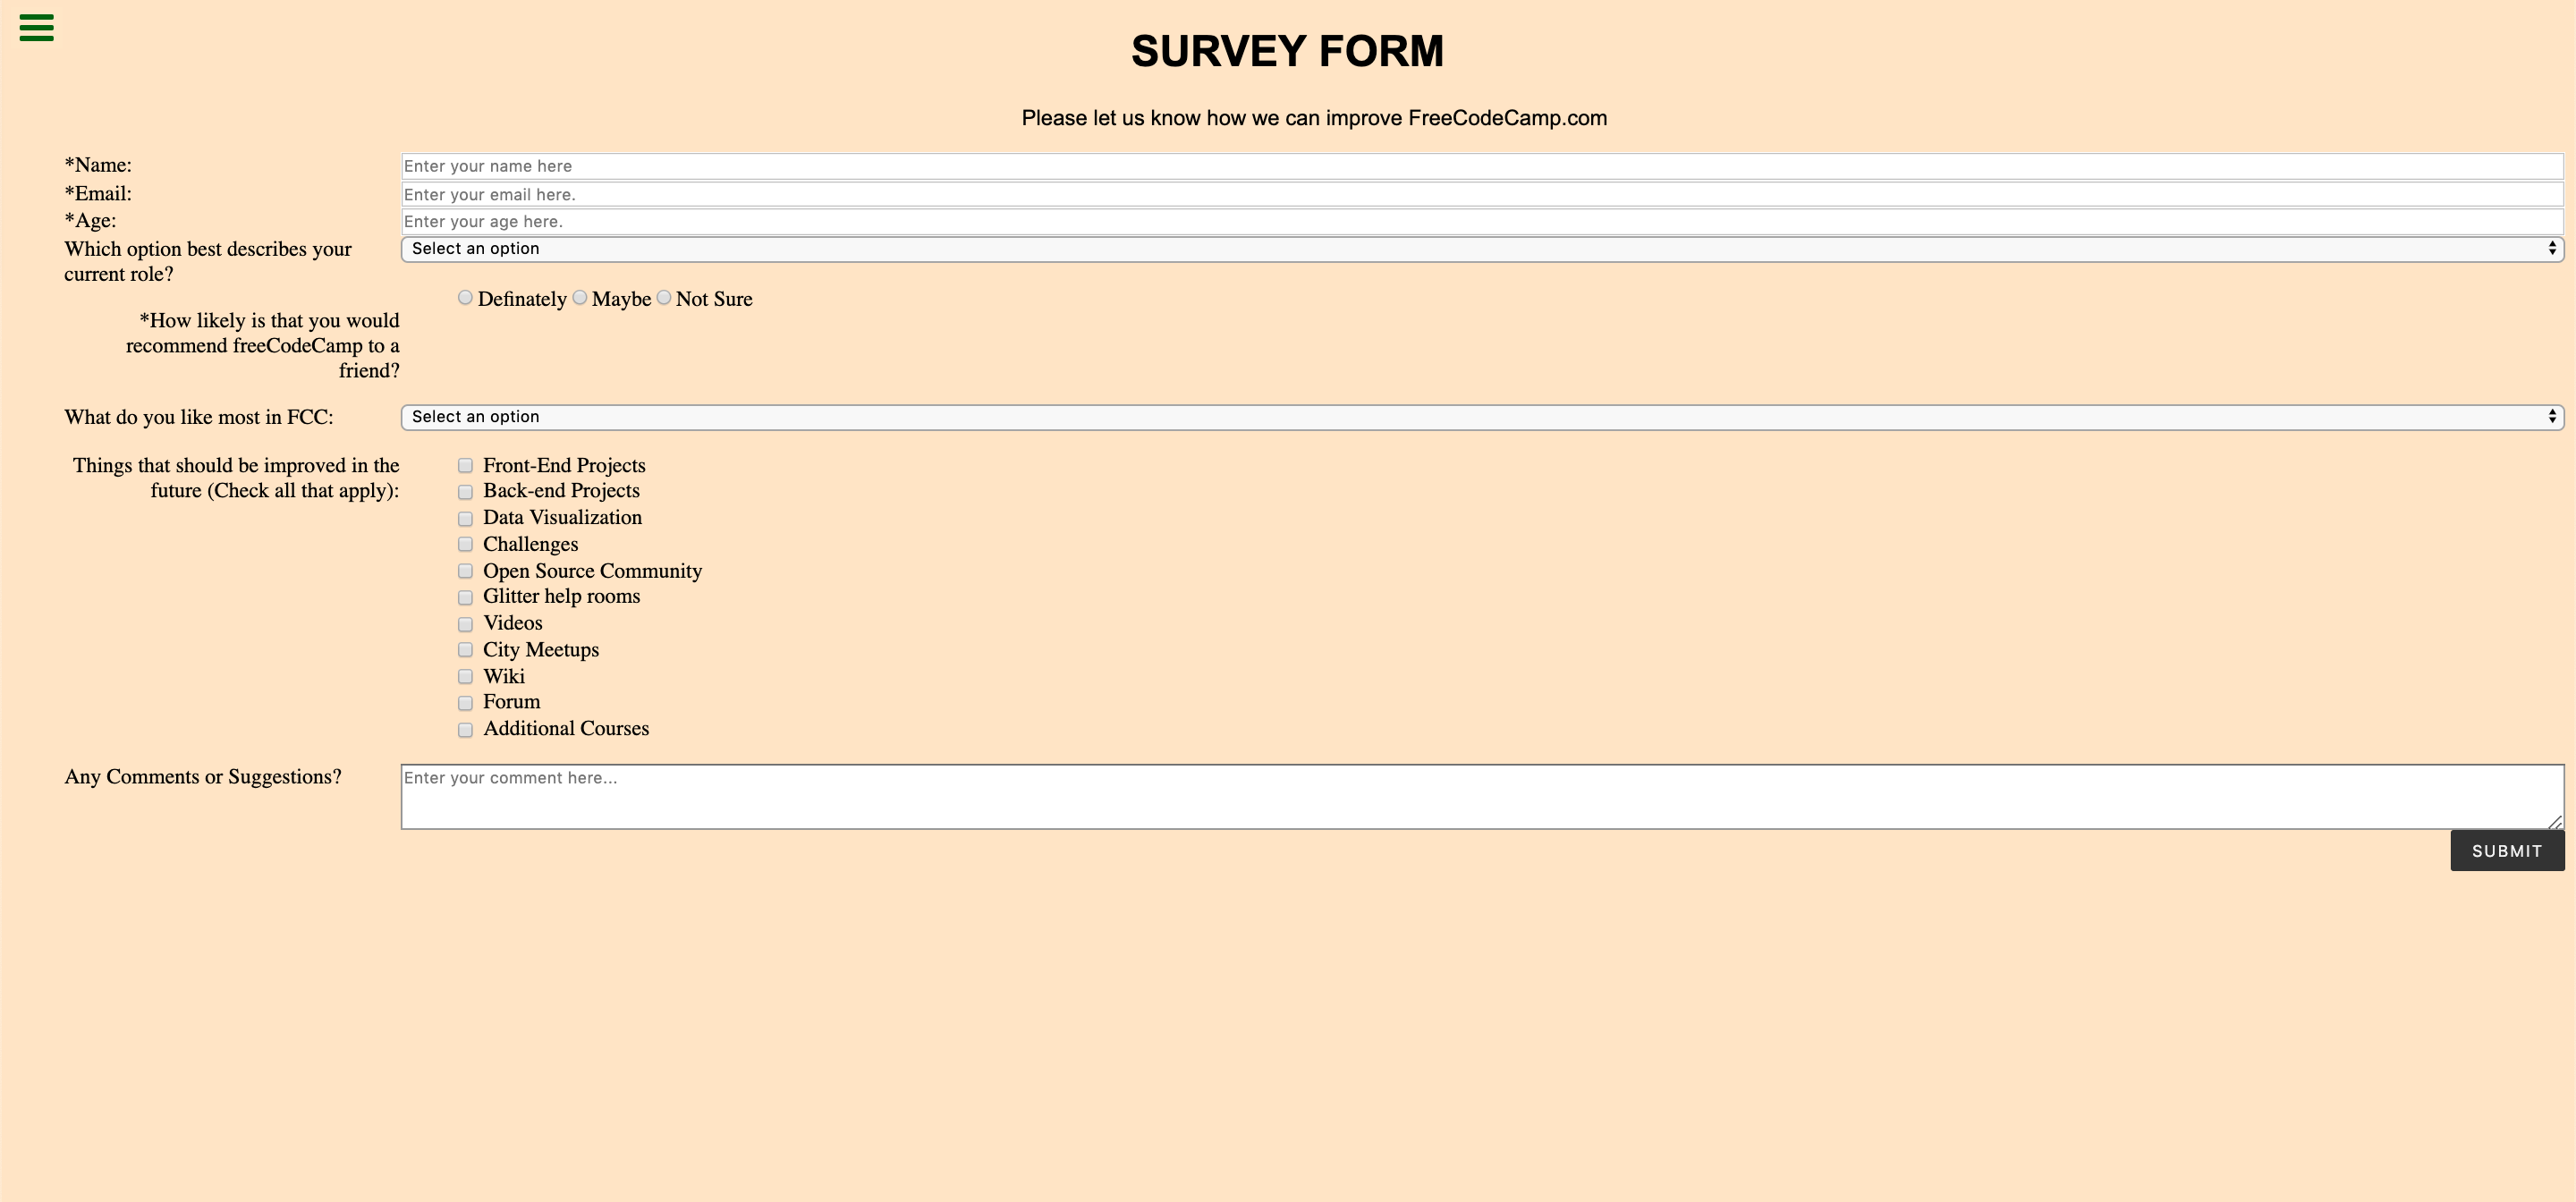 SURVEY FORM
Please let us know how we can improve FreeCodeCamp.com
*Name:
Enter your name here
*Email:
Enter your email here.
*Age:
Enter your age here.
Which option best describes your
current role?
Select an option
Definately Maybe Not Sure
*How likely is that you would
recommend freeCodeCamp to a
friend?
What do you like most in FCC:
Select an option
Things that should be improved in the
future (Check all that apply):
Front-End Projects
Back-end Projects
Data Visualization
Challenges
Open Source Community
Glitter help rooms
Videos
City Meetups
Wiki
Forum
Additional Courses
Any Comments or Suggestions?
Enter your comment here...
SUBMIT